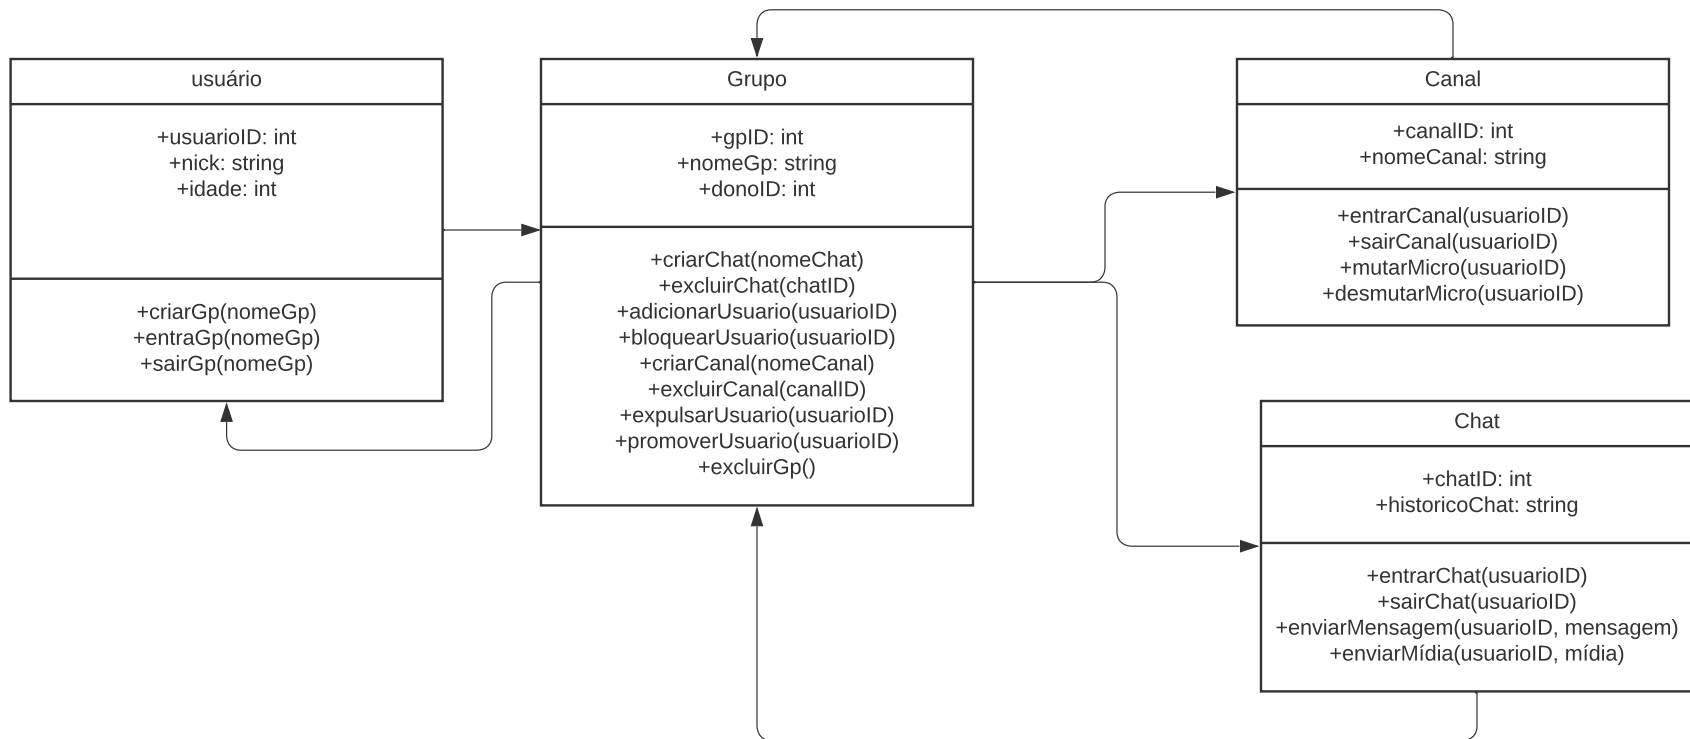 usuário
+usuarioID: int
+nick: string
+idade: int
+criarGp(nomeGp)
+entraGp(nomeGp)
+sairGp(nomeGp)
Grupo
+gpID: int
+nomeGp: string
+donoID: int
+criarChat(nomeChat)
+excluirChat(chatID)
+adicionarUsuario(usuarioID)
+bloquearUsuario(usuarioID)
+criarCanal(nomeCanal)
+excluirCanal(canalID)
+expulsarUsuario(usuarioID)
+promoverUsuario(usuarioID)
+excluirGp()
Canal
+canalID: int
+nomeCanal: string
+entrarCanal(usuarioID)
+sairCanal(usuarioID)
+mutarMicro(usuarioID)
+desmutarMicro(usuarioID)
Chat
+chatID: int
+historicoChat: string
+entrarChat(usuarioID)
+sairChat(usuarioID)
+enviarMensagem(usuarioID, mensagem)
+enviarMídia(usuarioID, mídia)